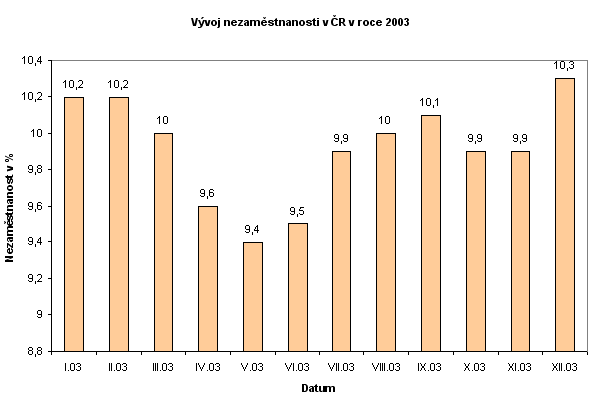 Vývoj nezaměstnanosti v ČR v roce 2003
Nezaměstnanost v %
10,4
10,2
10
9,8
9,6
9,4
9,2
9
8,8
10,2 10,2 10 9,6 9,4 9,5 9,9 10 10,1 9,9 9,9 10,3
I.03 II.03 III.03 IV.03 V.03 VI.03 VII.03 VIII.03 IX.03 X.03 XI.03 XII.03
Datum